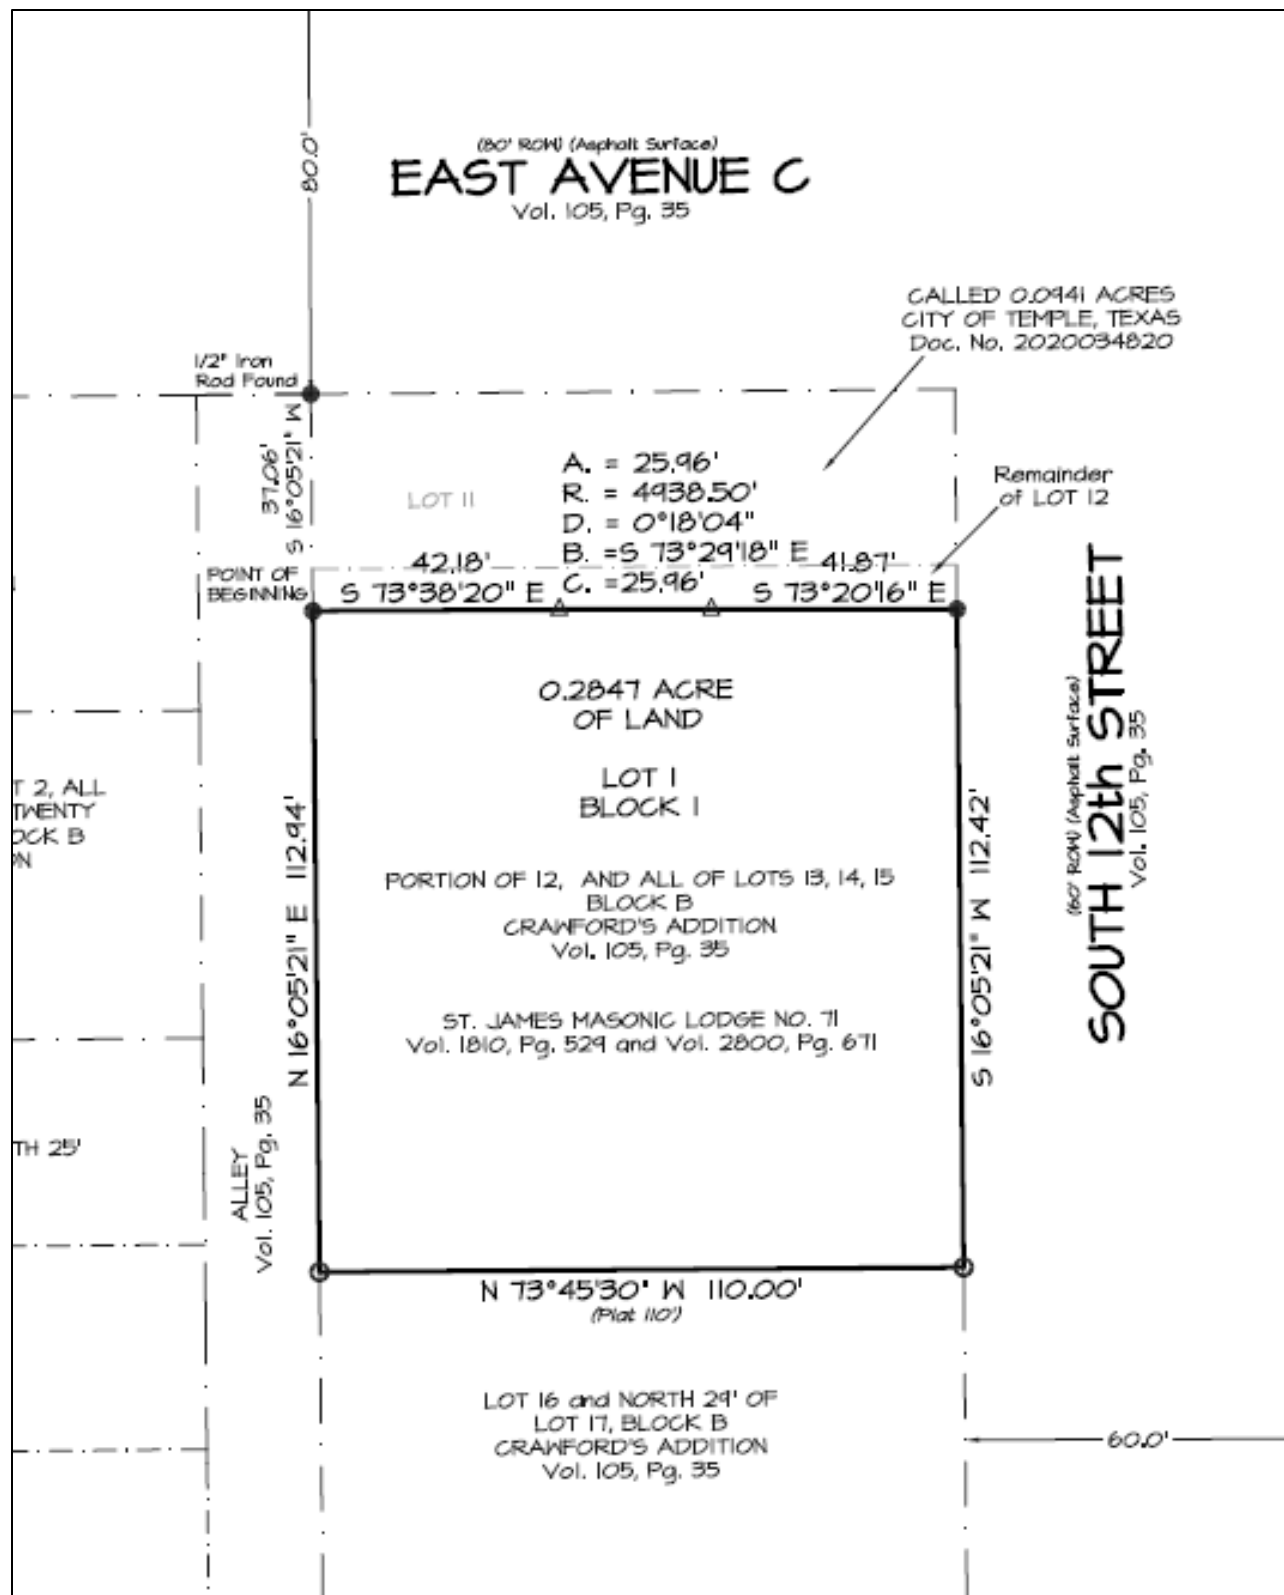 80.0'
(80' ROW) (Asphalt Surface)
EAST AVENUE C
Vol. 105, Pg. 35
CALLED 0.0941 ACRES
CITY OF TEMPLE, TEXAS
Doc. No. 2020034820
1/2" Iron
Rod Found
37.06'
S 16°05'21" W
LOT 11
A. = 25.96'
R. = 4938.50'
D. = 0°18'04"
B. =S 73°29'18" E
C. =25.96'
Remainder
of LOT 12
POINT OF
BEGINNING
42.18'
S 73°38'20" E
41.87'
S 73°20'16" E
0.2847 ACRE
OF LAND
LOT 1
BLOCK 1
PORTION OF 12, AND ALL OF LOTS 13, 14, 15
BLOCK B
CRAWFORD'S ADDITION
Vol. 105, Pg. 35
ST. JAMES MASONIC LODGE NO. 71
Vol. 1810, Pg. 529 and Vol. 2800, Pg. 671
N 16°05'21" E 112.94'
S 16°05'21" W 112.42'
(60' ROW) (Asphalt Surface)
SOUTH 12th STREET
Vol. 105, Pg. 35
T 2, ALL
TWENTY
OCK B
ON
TH 25'
ALLEY
Vol. 105, Pg. 35
N 73°45'30" W 110.00'
(Plat 110')
LOT 16 and NORTH 29' OF
LOT 17, BLOCK B
CRAWFORD'S ADDITION
Vol. 105, Pg. 35
60.0'